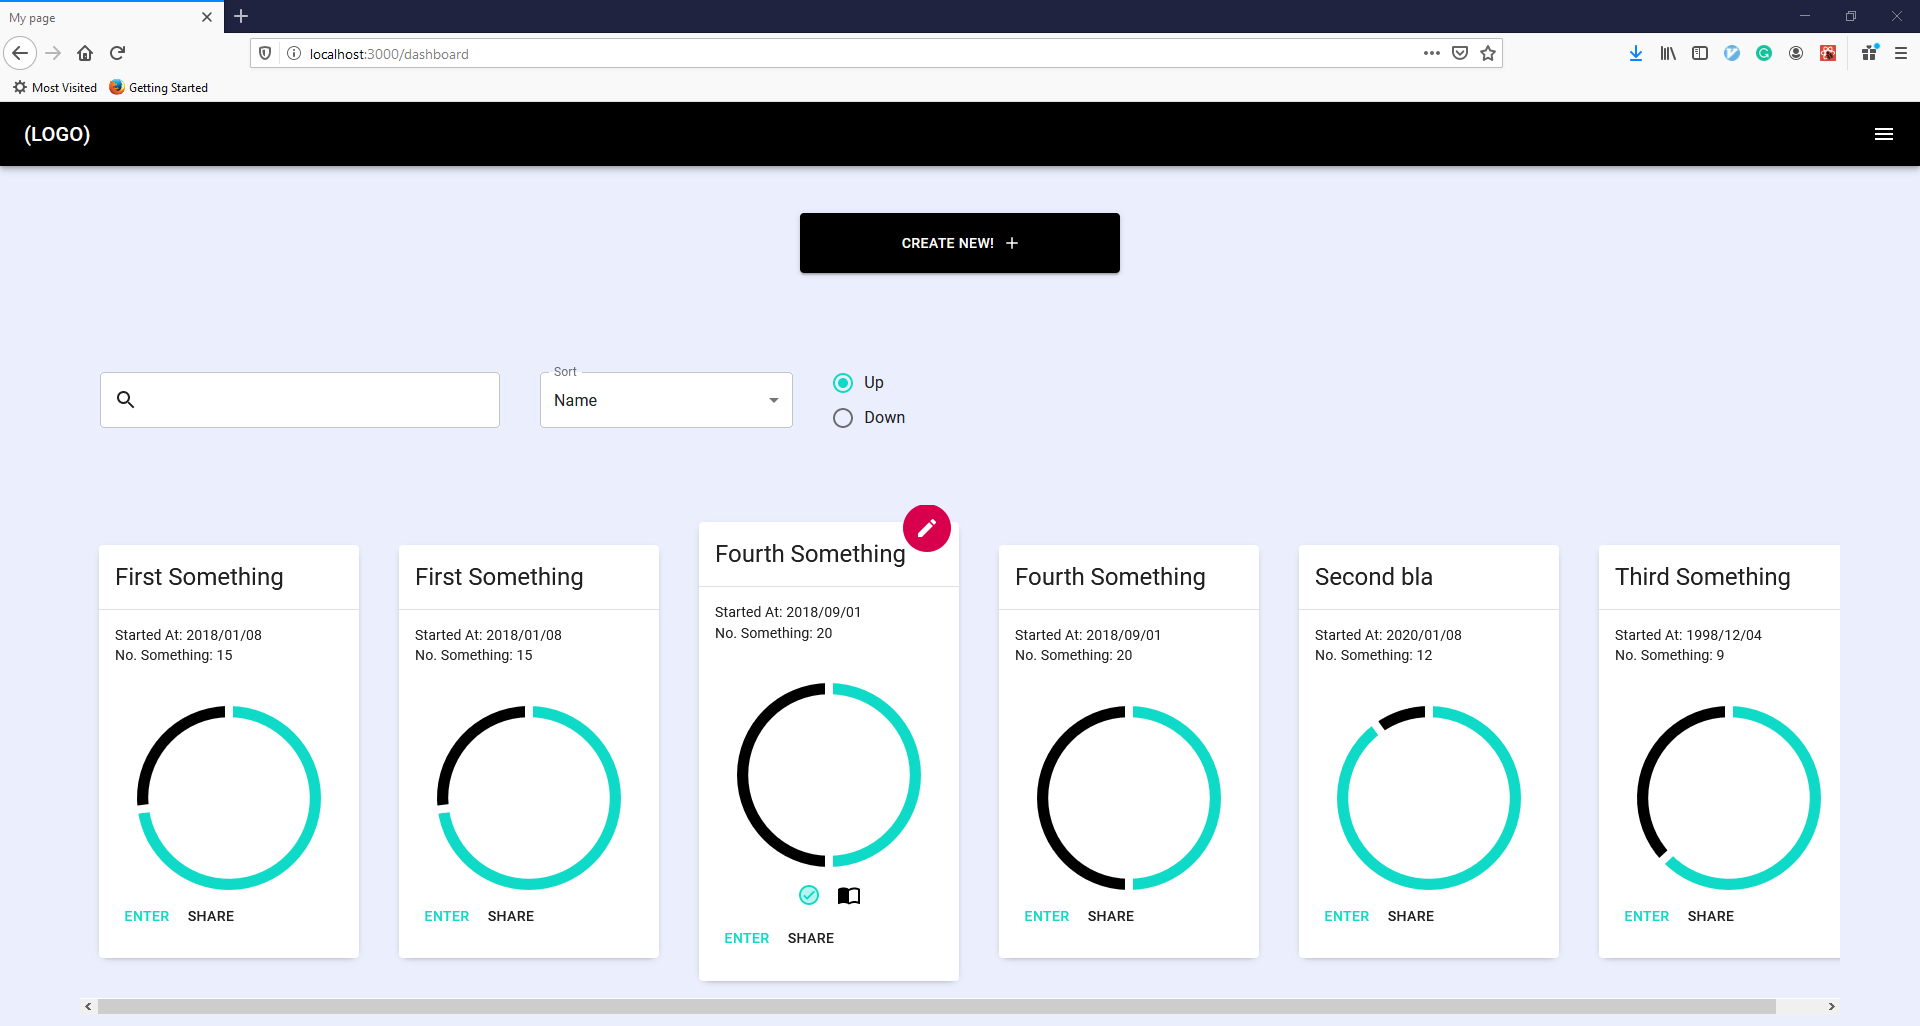 My page
localhost:3000/dashboard
Most Visited
Getting Started
(LOGO)
CREATE NEW!
Sort
Name
Up
Down
First Something
Started At: 2018/01/08
No. Something: 15
ENTER SHARE
First Something
Started At: 2018/01/08
No. Something: 15
ENTER SHARE
Fourth Something
Started At: 2018/09/01
No. Something: 20
ENTER SHARE
Fourth Something
Started At: 2018/09/01
No. Something: 20
ENTER SHARE
Second bla
Started At: 2020/01/08
No. Something: 12
ENTER SHARE
Third Something
Started At: 1998/12/04
No. Something: 9
ENTER SHARE